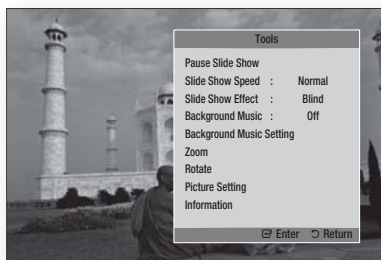 Tools
Pause Slide Show
Slide Show Speed : Normal
Slide Show Effect : Blind
Background Music : Off
Background Music Setting
Zoom
Rotate
Picture Setting
Information
Enter Return